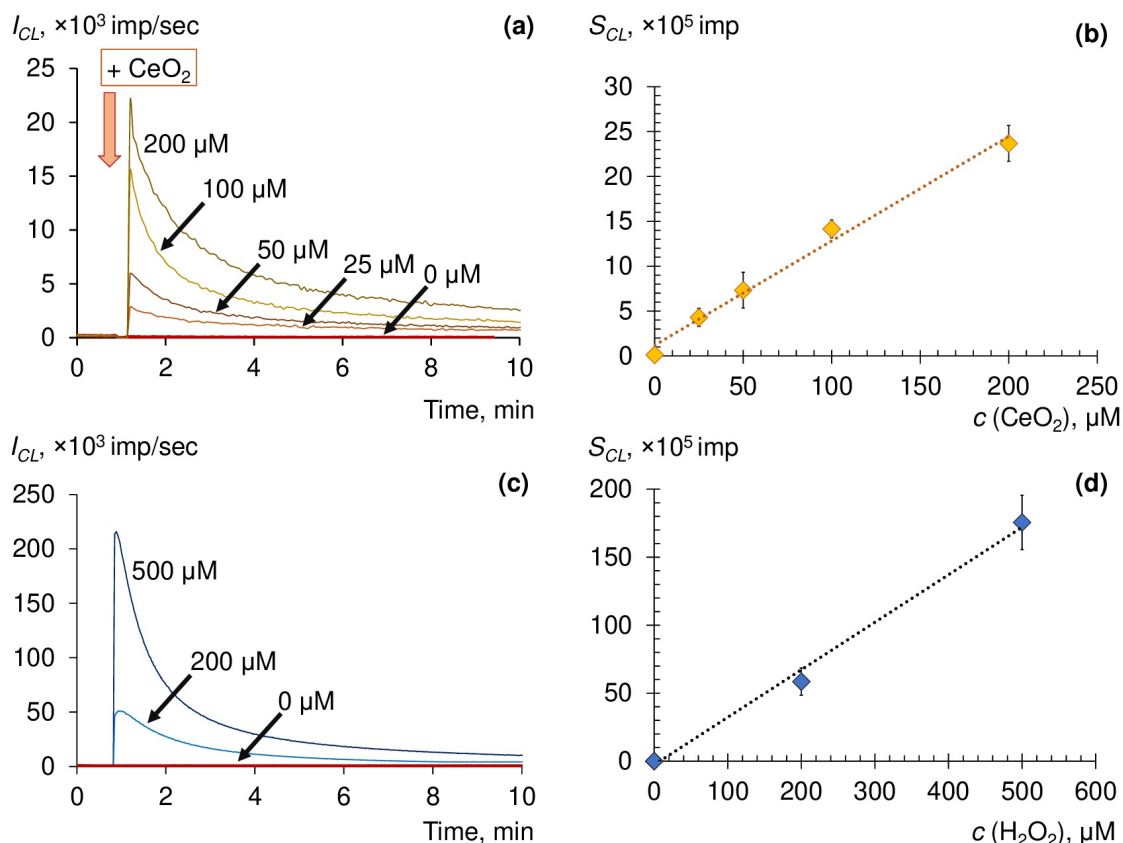 I_CL, ×10³ imp/sec
(a)
+ CeO₂
25
20
15
10
5
0
200 µM
100 µM
50 µM
25 µM
0 µM
0 2 4 6 8 10
Time, min
S_CL, ×10⁵ imp
(b)
30
25
20
15
10
5
0
0 50 100 150 200 250
c (CeO₂), µM
I_CL, ×10³ imp/sec
(c)
250
200
150
100
50
0
500 µM
200 µM
0 µM
0 2 4 6 8 10
Time, min
S_CL, ×10⁵ imp
(d)
200
150
100
50
0
0 100 200 300 400 500 600
c (H₂O₂), µM